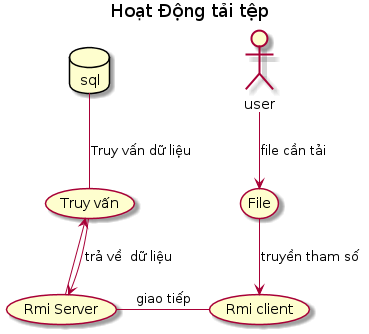 Hoạt Động tải tệp
sql
user
Truy vấn dữ liệu
file cần tải
Truy vấn
File
trả về  dữ liệu
truyền tham số
Rmi Server
giao tiếp
Rmi client